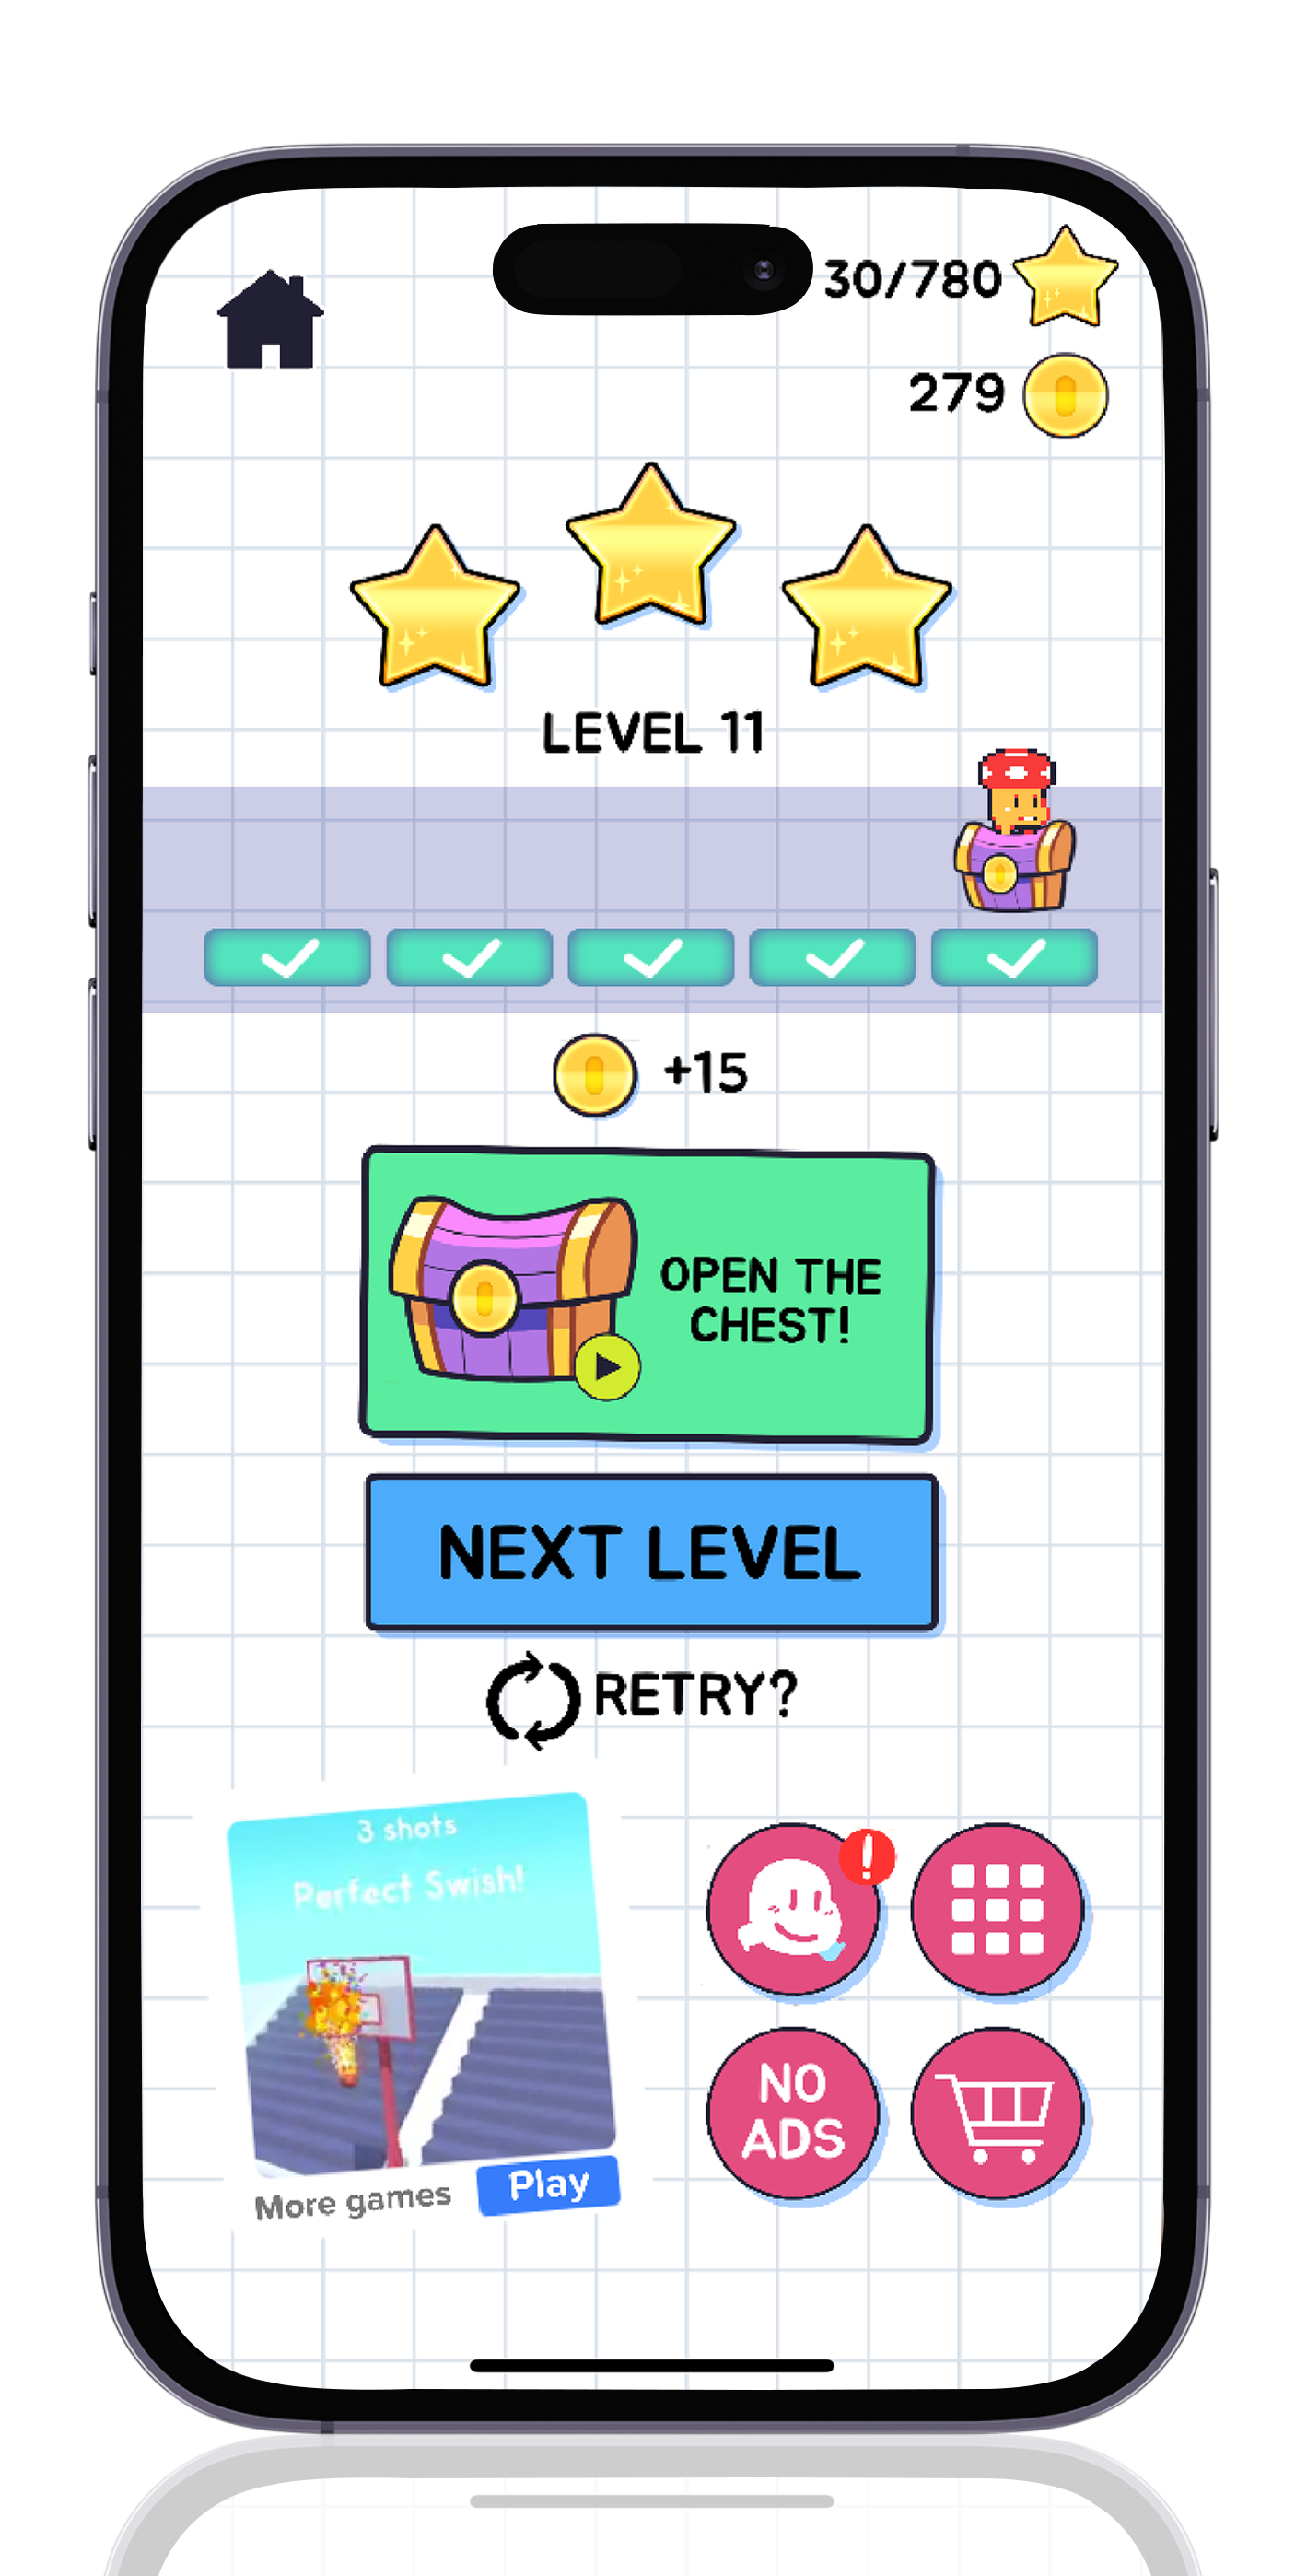 30/780
279
LEVEL 11
+15
OPEN THE
CHEST!
NEXT LEVEL
RETRY?
3 shots
Perfect Swish!
More games
Play
NO
ADS